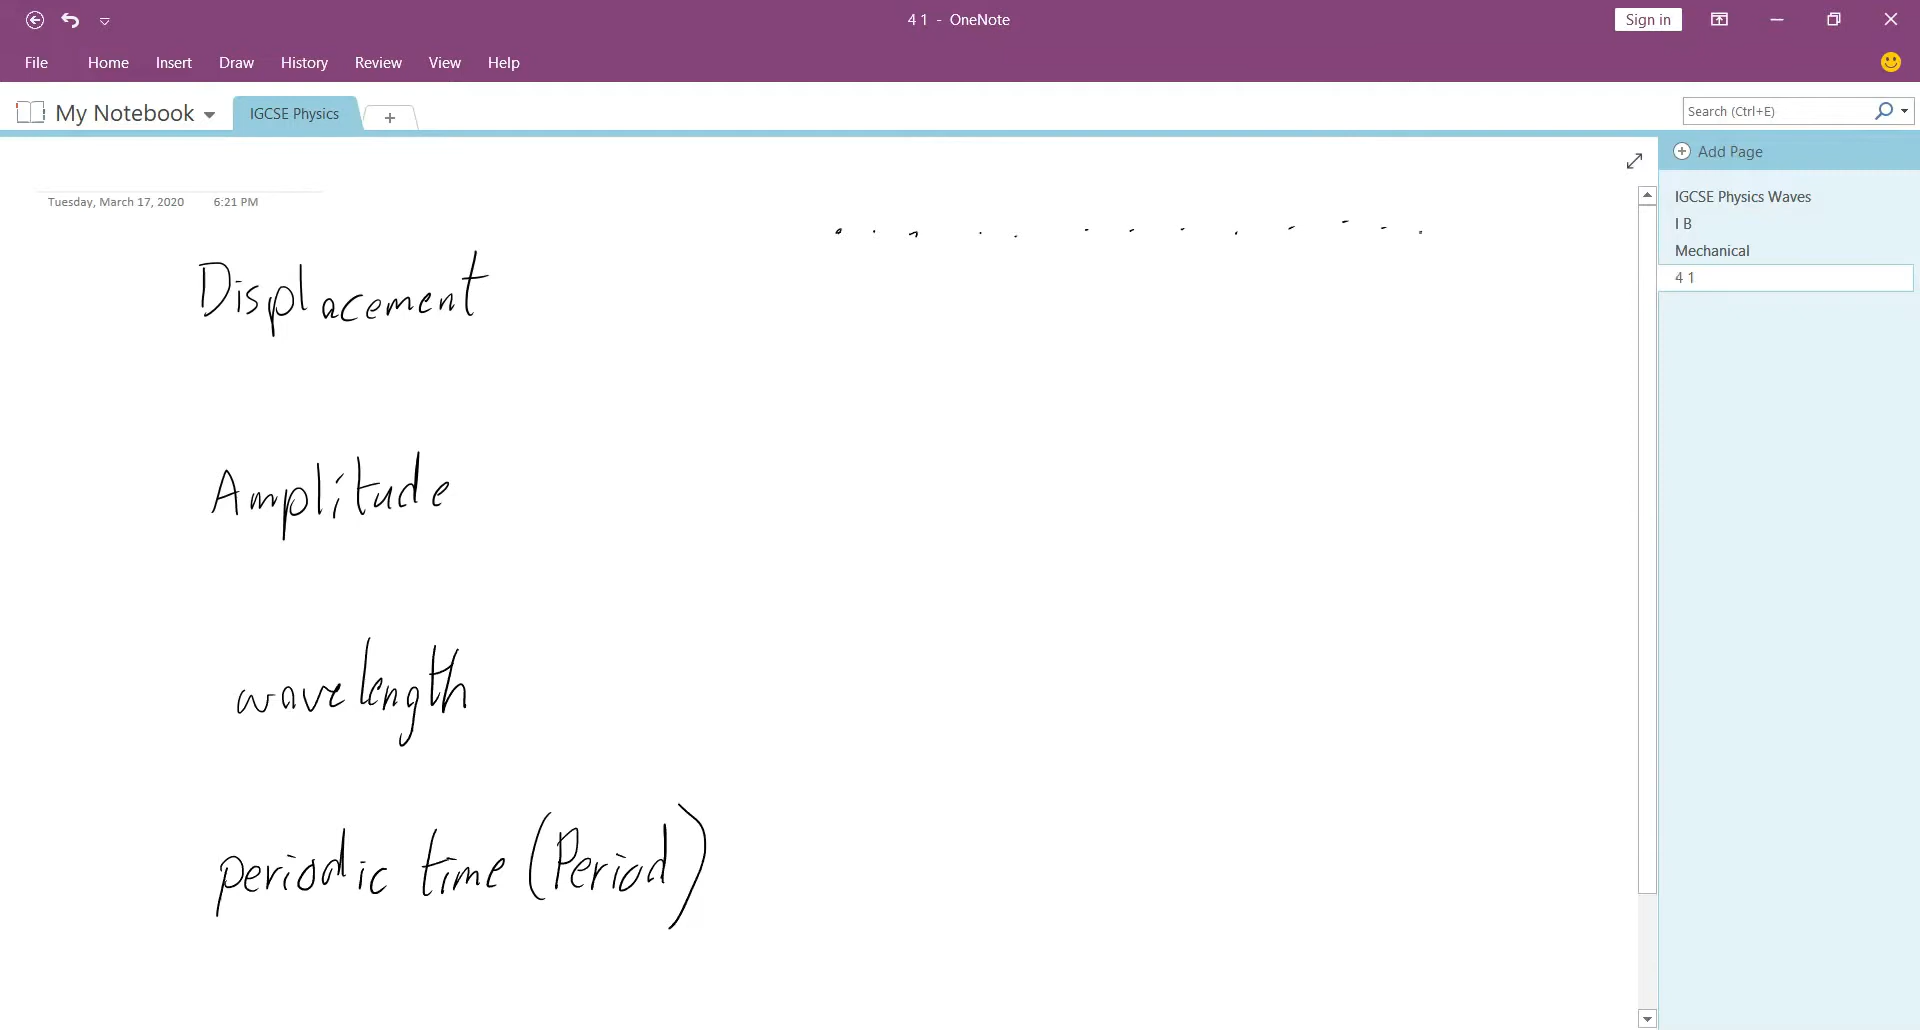 4 1 - OneNote
Sign in
File Home Insert Draw History Review View Help
My Notebook
IGCSE Physics
Search (Ctrl+E)
Add Page
IGCSE Physics Waves
I B
Mechanical
4 1
Tuesday, March 17, 2020 6:21 PM
Displacement
Amplitude
wavelength
periodic time (Period)